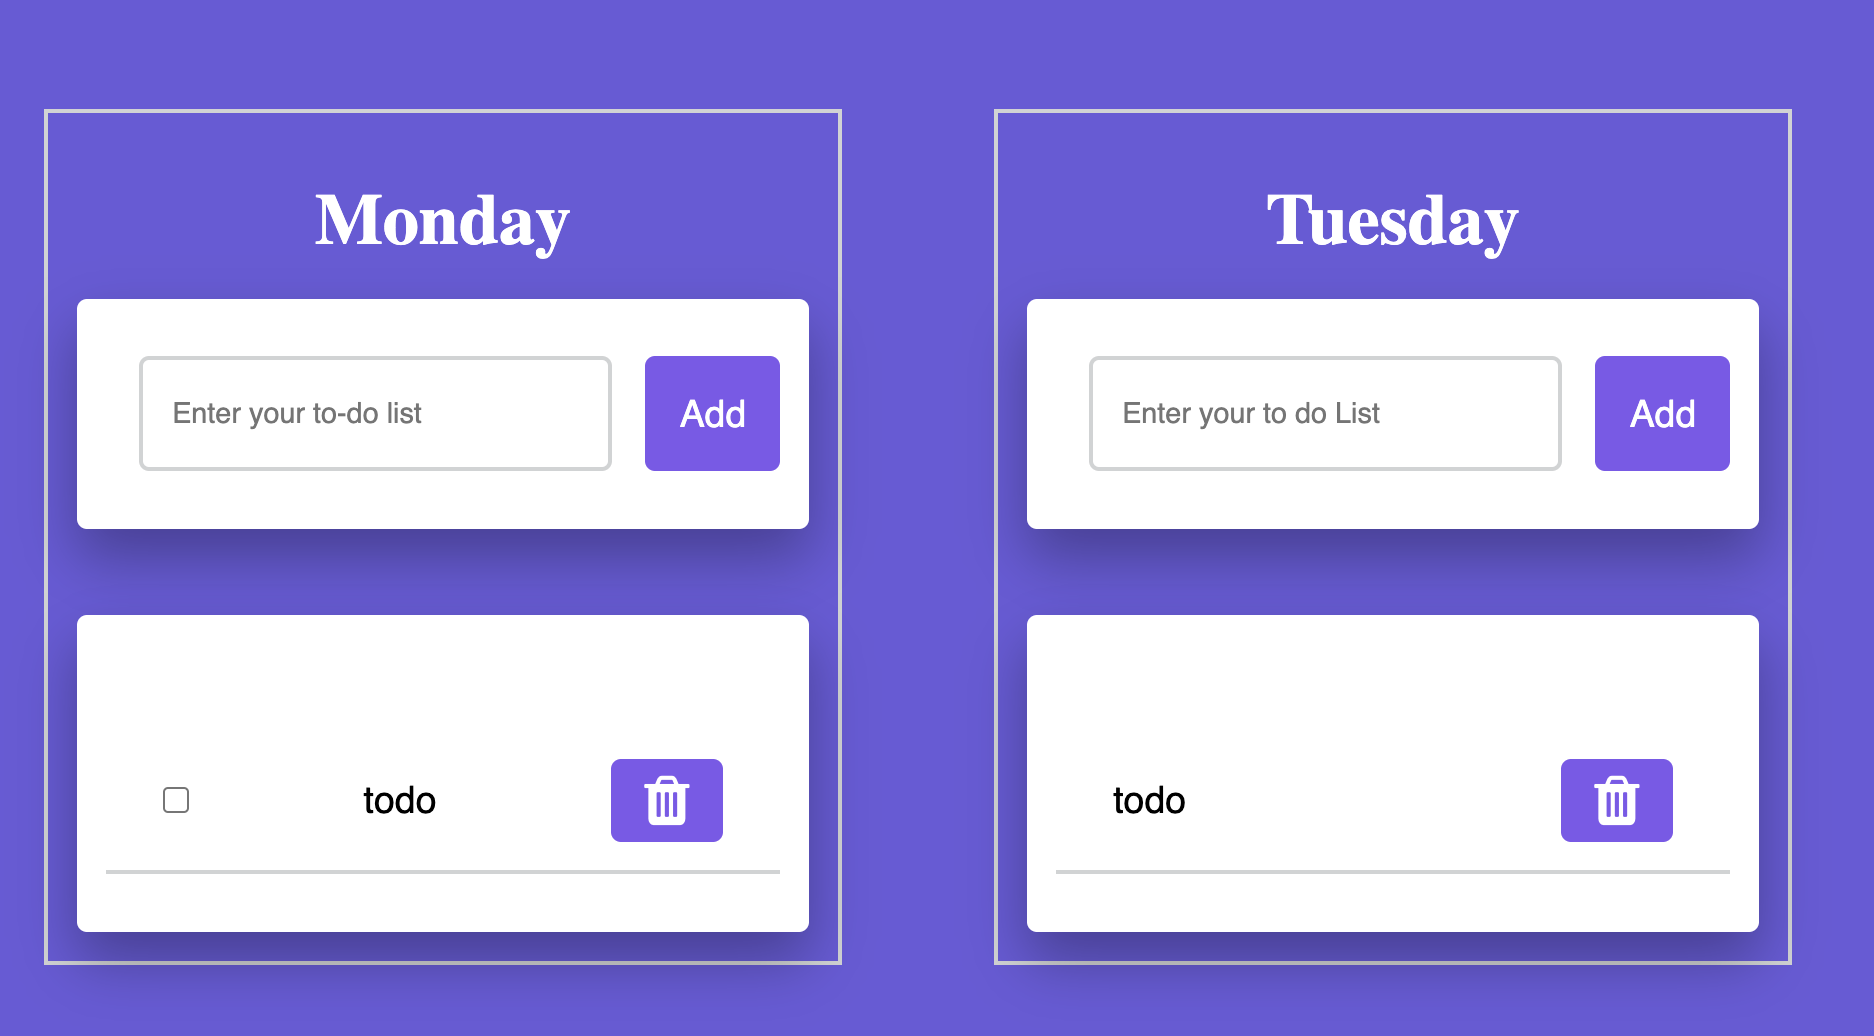 Monday
Enter your to-do list
Add
todo
Tuesday
Enter your to do List
Add
todo